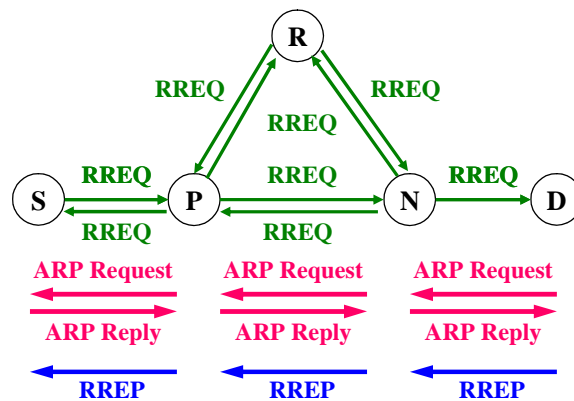 R
RREQ RREQ
RREQ
RREQ RREQ RREQ
S P N D
RREQ RREQ
ARP Request ARP Request ARP Request
ARP Reply ARP Reply ARP Reply
RREP RREP RREP